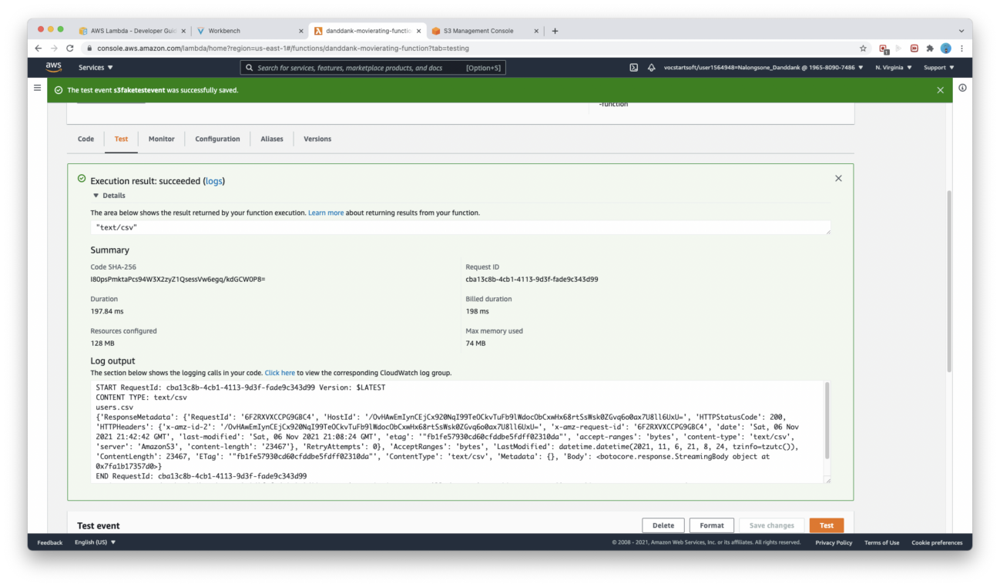 AWS Lambda - Developer Guid
Workbench
danddank-movierating-functio
S3 Management Console
console.aws.amazon.com/lambda/home?region=us-east-1#/functions/danddank-movierating-function?tab=testing
aws
Services
Search for services, features, marketplace products, and docs [Option+S]
vocstartsoft/user1564948=Nalongsone_Danddank @ 1965-8090-7486
N. Virginia
Support
The test event s3faketestevent was successfully saved.
-function
Code
Test
Monitor
Configuration
Aliases
Versions
Execution result: succeeded (logs)
Details
The area below shows the result returned by your function execution. Learn more about returning results from your function.
"text/csv"
Summary
Code SHA-256
I80psPmktaPcs94W3X2zyZ1QsessVw6egq/kdGCW0P8=
Request ID
cba13c8b-4cb1-4113-9d3f-fade9c343d99
Duration
197.84 ms
Billed duration
198 ms
Resources configured
128 MB
Max memory used
74 MB
Log output
The section below shows the logging calls in your code. Click here to view the corresponding CloudWatch log group.
START RequestId: cba13c8b-4cb1-4113-9d3f-fade9c343d99 Version: $LATEST
CONTENT TYPE: text/csv
users.csv
{'ResponseMetadata': {'RequestId': '6F2RXVXCCPG9GBC4', 'HostId': '/OvHAwEmIynCEjCx920NqI99TeOCkvTuFb9lWdocObCxwHx68rtSsWsk0ZGvq6o0ax7U8ll6UxU=', 'HTTPStatusCode': 200,
'HTTPHeaders': {'x-amz-id-2': '/OvHAwEmIynCEjCx920NqI99TeOCkvTuFb9lWdocObCxwHx68rtSsWsk0ZGvq6o0ax7U8ll6UxU=', 'x-amz-request-id': '6F2RXVXCCPG9GBC4', 'date': 'Sat, 06 Nov
2021 21:42:42 GMT', 'last-modified': 'Sat, 06 Nov 2021 21:08:24 GMT', 'etag': '"fb1fe57930cd60cfddbe5fdff02310da"', 'accept-ranges': 'bytes', 'content-type': 'text/csv',
'server': 'AmazonS3', 'content-length': '23467'}, 'RetryAttempts': 0}, 'AcceptRanges': 'bytes', 'LastModified': datetime.datetime(2021, 11, 6, 21, 8, 24, tzinfo=tzutc()),
'ContentLength': 23467, 'ETag': '"fb1fe57930cd60cfddbe5fdff02310da"', 'ContentType': 'text/csv', 'Metadata': {}, 'Body': <botocore.response.StreamingBody object at
0x7fa1b17357d0>}
END RequestId: cba13c8b-4cb1-4113-9d3f-fade9c343d99
Test event
Delete
Format
Save changes
Test
Feedback
English (US)
© 2008 - 2021, Amazon Web Services, Inc. or its affiliates. All rights reserved.
Privacy Policy
Terms of Use
Cookie preferences